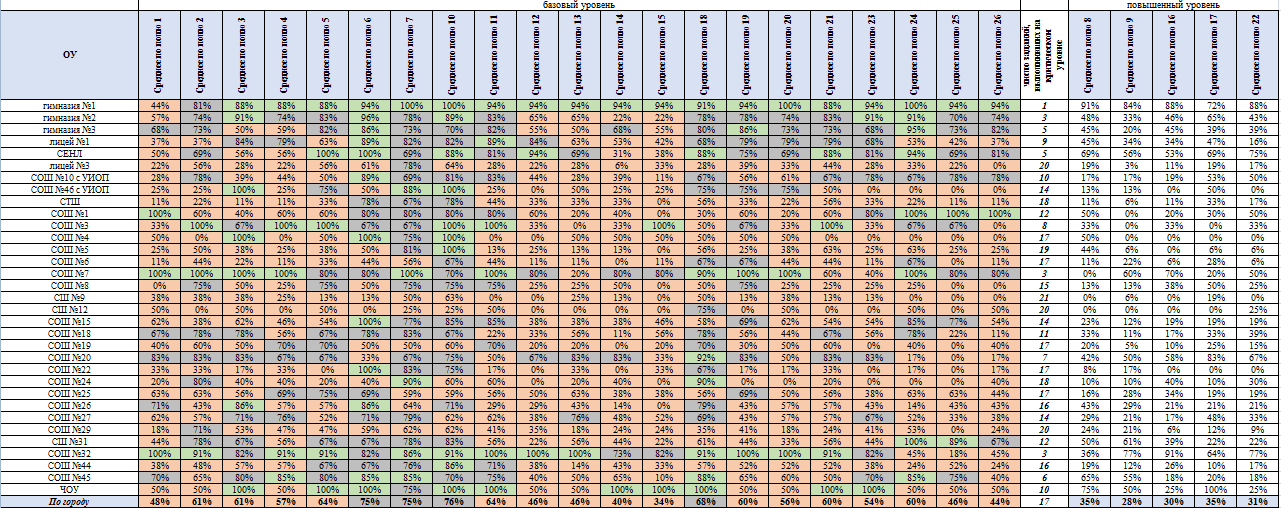 базовый уровень повышенный уровень
ОУ Среднее по полю 1 Среднее по полю 2 Среднее по полю 3 Среднее по полю 4 Среднее по полю 5 Среднее по полю 6 Среднее по полю 7 Среднее по полю 10 Среднее по полю 11 Среднее по полю 12 Среднее по полю 13 Среднее по полю 14 Среднее по полю 15 Среднее по полю 18 Среднее по полю 19 Среднее по полю 20 Среднее по полю 21 Среднее по полю 23 Среднее по полю 24 Среднее по полю 25 Среднее по полю 26 число заданий, выполнивших на критическом уровне Среднее по полю 8 Среднее по полю 9 Среднее по полю 16 Среднее по полю 17 Среднее по полю 22
гимназия №1 44% 81% 88% 88% 88% 94% 100% 100% 94% 94% 94% 94% 94% 91% 94% 100% 88% 94% 100% 94% 94% 1 91% 84% 88% 72% 88%
гимназия №2 57% 74% 91% 74% 83% 96% 78% 89% 83% 65% 65% 22% 22% 78% 78% 74% 83% 91% 91% 70% 74% 3 48% 33% 46% 65% 43%
гимназия №3 68% 73% 50% 59% 82% 86% 73% 70% 82% 55% 50% 68% 55% 80% 86% 73% 73% 68% 95% 73% 82% 5 45% 20% 45% 39% 39%
лицей №1 37% 37% 84% 79% 63% 89% 82% 82% 89% 84% 63% 53% 42% 68% 79% 79% 79% 68% 53% 42% 37% 9 45% 34% 34% 47% 16%
СЕНЛ 50% 69% 56% 56% 100% 100% 69% 88% 81% 94% 69% 31% 38% 88% 75% 69% 88% 81% 94% 69% 81% 5 69% 56% 53% 69% 75%
лицей №3 22% 56% 28% 22% 56% 61% 78% 64% 28% 22% 28% 6% 33% 28% 39% 33% 44% 28% 33% 22% 0% 20 19% 3% 11% 19% 17%
СОШ №10 с УИОП 28% 78% 39% 44% 50% 89% 69% 81% 83% 44% 28% 39% 11% 67% 56% 61% 67% 78% 67% 78% 78% 10 17% 17% 19% 53% 50%
СОШ №46 с УИОП 25% 25% 100% 25% 75% 50% 88% 100% 25% 0% 50% 25% 25% 75% 75% 75% 50% 0% 0% 0% 0% 14 13% 13% 0% 50% 0%
СТШ 11% 22% 11% 11% 33% 78% 67% 78% 44% 33% 33% 33% 0% 56% 33% 22% 56% 33% 22% 11% 11% 18 11% 6% 11% 33% 17%
СОШ №1 100% 60% 40% 60% 60% 80% 80% 80% 80% 60% 20% 40% 0% 30% 60% 20% 60% 80% 100% 100% 100% 12 50% 0% 20% 30% 50%
СОШ №3 33% 100% 67% 100% 100% 67% 67% 100% 100% 33% 0% 33% 100% 50% 67% 33% 100% 33% 67% 67% 0% 8 33% 0% 33% 0% 33%
СОШ №4 50% 0% 100% 0% 50% 100% 75% 100% 0% 0% 50% 50% 50% 50% 50% 0% 50% 0% 50% 0% 0% 17 50% 0% 0% 0% 0%
СОШ №5 25% 50% 38% 25% 38% 50% 81% 100% 13% 25% 13% 13% 0% 56% 25% 38% 63% 25% 63% 25% 25% 19 44% 6% 0% 6% 6%
СОШ №6 11% 44% 22% 11% 33% 44% 56% 67% 44% 11% 11% 0% 11% 67% 67% 44% 44% 11% 67% 0% 11% 17 11% 22% 6% 28% 6%
СОШ №7 100% 100% 100% 100% 80% 80% 100% 70% 100% 80% 20% 80% 80% 90% 100% 100% 60% 40% 100% 80% 80% 3 0% 60% 70% 20% 50%
СОШ №8 0% 75% 50% 25% 75% 50% 75% 75% 75% 25% 25% 50% 0% 50% 75% 25% 25% 25% 25% 0% 0% 15 13% 13% 38% 50% 25%
СШ №9 38% 38% 38% 25% 13% 13% 50% 63% 0% 0% 25% 13% 0% 50% 13% 38% 13% 13% 0% 0% 0% 21 0% 6% 0% 19% 0%
СШ №12 50% 0% 50% 0% 50% 0% 25% 25% 50% 0% 50% 0% 0% 75% 0% 0% 50% 0% 50% 0% 50% 20 0% 0% 0% 0% 25%
СОШ №15 62% 38% 62% 46% 54% 100% 77% 85% 85% 38% 38% 38% 46% 58% 69% 62% 54% 54% 85% 77% 54% 14 23% 12% 19% 19% 19%
СОШ №18 67% 78% 78% 56% 67% 78% 83% 67% 22% 33% 56% 11% 56% 78% 56% 44% 67% 56% 78% 22% 11% 11 33% 11% 17% 33% 39%
СОШ №19 40% 60% 50% 70% 70% 50% 50% 60% 70% 20% 20% 0% 0% 70% 30% 50% 60% 0% 40% 0% 40% 17 20% 5% 10% 25% 15%
СОШ №20 83% 83% 83% 67% 67% 33% 67% 75% 50% 67% 83% 83% 33% 92% 83% 50% 83% 83% 17% 0% 17% 7 42% 50% 58% 83% 67%
СОШ №22 33% 33% 17% 33% 0% 100% 83% 75% 17% 0% 33% 0% 33% 67% 17% 17% 33% 0% 17% 0% 17% 17 8% 17% 0% 0% 0%
СОШ №24 20% 80% 40% 40% 20% 40% 90% 60% 60% 0% 20% 40% 0% 90% 0% 0% 20% 0% 0% 0% 40% 18 10% 10% 40% 10% 30%
СОШ №25 63% 63% 56% 69% 75% 69% 59% 59% 56% 50% 63% 38% 38% 56% 69% 50% 56% 38% 63% 63% 44% 17 16% 28% 34% 19% 19%
СОШ №26 71% 43% 86% 57% 57% 86% 64% 71% 29% 29% 43% 14% 0% 79% 43% 57% 57% 43% 14% 43% 43% 16 43% 29% 21% 21% 21%
СОШ №27 62% 57% 71% 76% 52% 71% 79% 62% 62% 38% 76% 48% 52% 69% 43% 57% 57% 67% 52% 33% 38% 14 29% 21% 17% 48% 33%
СОШ №29 18% 71% 53% 47% 47% 59% 62% 62% 41% 35% 18% 24% 24% 35% 41% 18% 24% 41% 53% 0% 24% 20 24% 21% 6% 12% 9%
СШ №31 44% 78% 67% 56% 67% 67% 78% 83% 56% 22% 56% 44% 22% 61% 44% 33% 56% 44% 100% 89% 67% 12 50% 61% 39% 22% 22%
СОШ №32 100% 91% 82% 91% 91% 82% 86% 91% 100% 100% 100% 73% 82% 91% 100% 100% 91% 82% 45% 18% 45% 3 36% 77% 91% 64% 77%
СОШ №44 38% 48% 57% 57% 67% 67% 76% 86% 71% 38% 14% 43% 33% 57% 52% 52% 52% 38% 52% 24% 52% 16 19% 12% 26% 10% 17%
СОШ №45 70% 65% 80% 85% 80% 85% 85% 70% 75% 40% 50% 65% 10% 88% 65% 60% 50% 70% 85% 75% 40% 6 65% 55% 18% 20% 18%
ЧОУ 50% 50% 100% 50% 100% 75% 100% 100% 50% 50% 100% 100% 100% 50% 50% 100% 100% 50% 50% 50% 10 75% 50% 25% 100% 25%
По городу 48% 61% 61% 57% 64% 75% 75% 76% 64% 46% 46% 40% 34% 68% 60% 56% 60% 54% 60% 46% 44% 17 35% 28% 30% 35% 31%